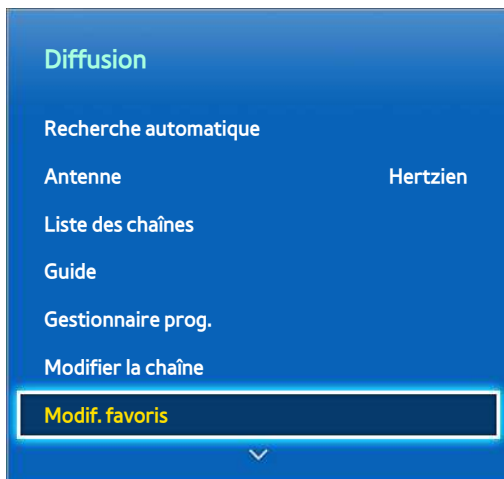 Diffusion
Recherche automatique
Antenne Hertzien
Liste des chaînes
Guide
Gestionnaire prog.
Modifier la chaîne
Modif. favoris